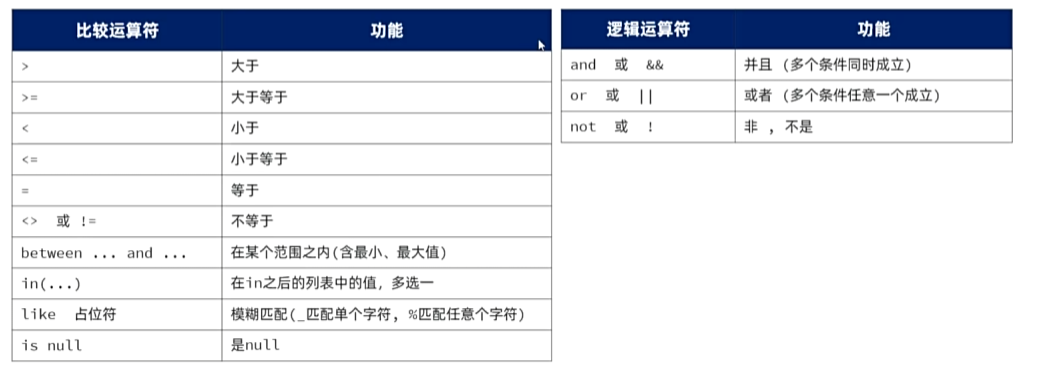 比较运算符 功能
> 大于
>= 大于等于
< 小于
<= 小于等于
= 等于
<> 或 != 不等于
between ... and ... 在某个范围之内(含最小、最大值)
in(...) 在in之后的列表中的值，多选一
like 占位符 模糊匹配(_匹配单个字符, %匹配任意个字符)
is null 是null
逻辑运算符 功能
and 或 && 并且 (多个条件同时成立)
or 或 || 或者 (多个条件任意一个成立)
not 或 ! 非 , 不是